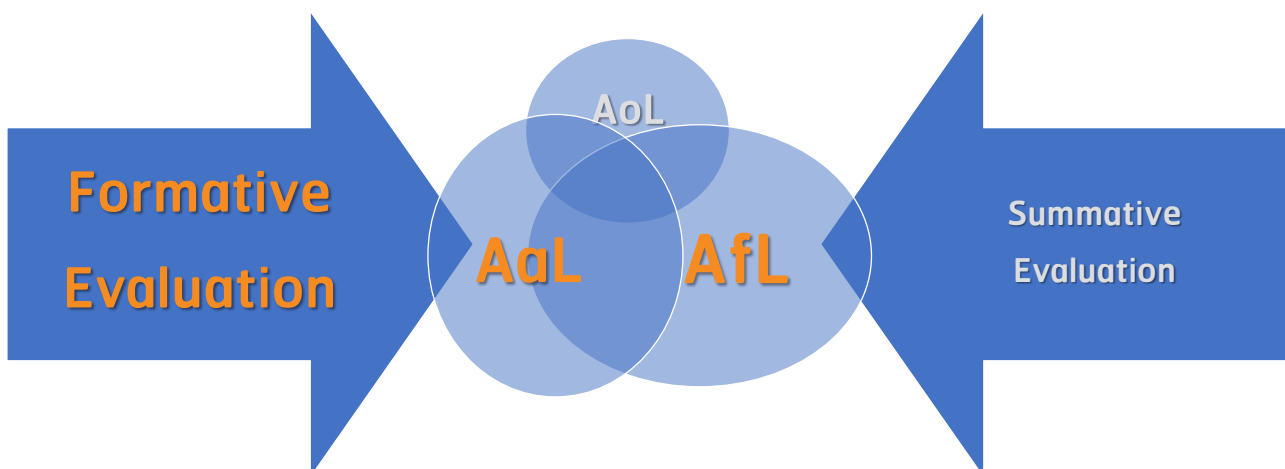 Formative
Evaluation
AoL
AaL
AfL
Summative
Evaluation